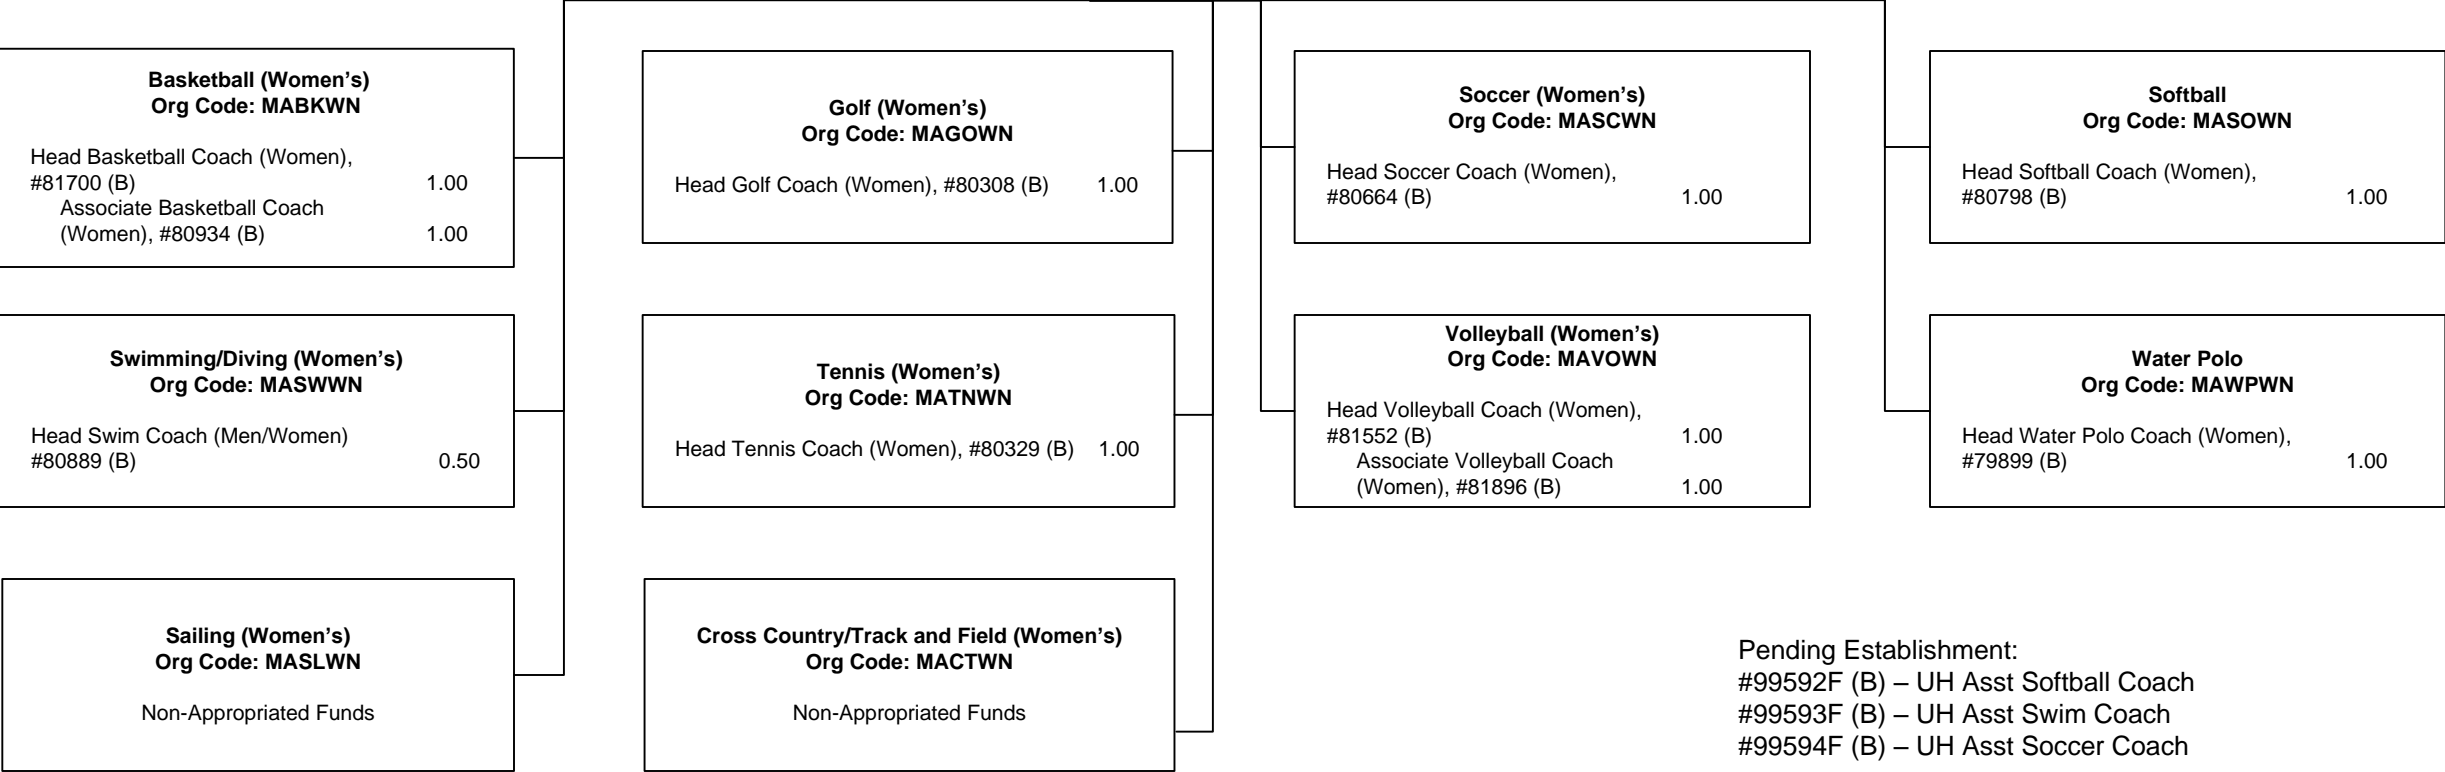 Basketball (Women’s)
Org Code: MABKWN
Head Basketball Coach (Women),
#81700 (B) 1.00
Associate Basketball Coach
(Women), #80934 (B) 1.00
Golf (Women’s)
Org Code: MAGOWN
Head Golf Coach (Women), #80308 (B) 1.00
Soccer (Women’s)
Org Code: MASCWN
Head Soccer Coach (Women),
#80664 (B) 1.00
Softball
Org Code: MASOWN
Head Softball Coach (Women),
#80798 (B) 1.00
Swimming/Diving (Women’s)
Org Code: MASWWN
Head Swim Coach (Men/Women)
#80889 (B) 0.50
Tennis (Women’s)
Org Code: MATNWN
Head Tennis Coach (Women), #80329 (B) 1.00
Volleyball (Women’s)
Org Code: MAVOWN
Head Volleyball Coach (Women),
#81552 (B) 1.00
Associate Volleyball Coach
(Women), #81896 (B) 1.00
Water Polo
Org Code: MAWPWN
Head Water Polo Coach (Women),
#79899 (B) 1.00
Sailing (Women’s)
Org Code: MASLWN
Non-Appropriated Funds
Cross Country/Track and Field (Women’s)
Org Code: MACTWN
Non-Appropriated Funds
Pending Establishment:
#99592F (B) – UH Asst Softball Coach
#99593F (B) – UH Asst Swim Coach
#99594F (B) – UH Asst Soccer Coach